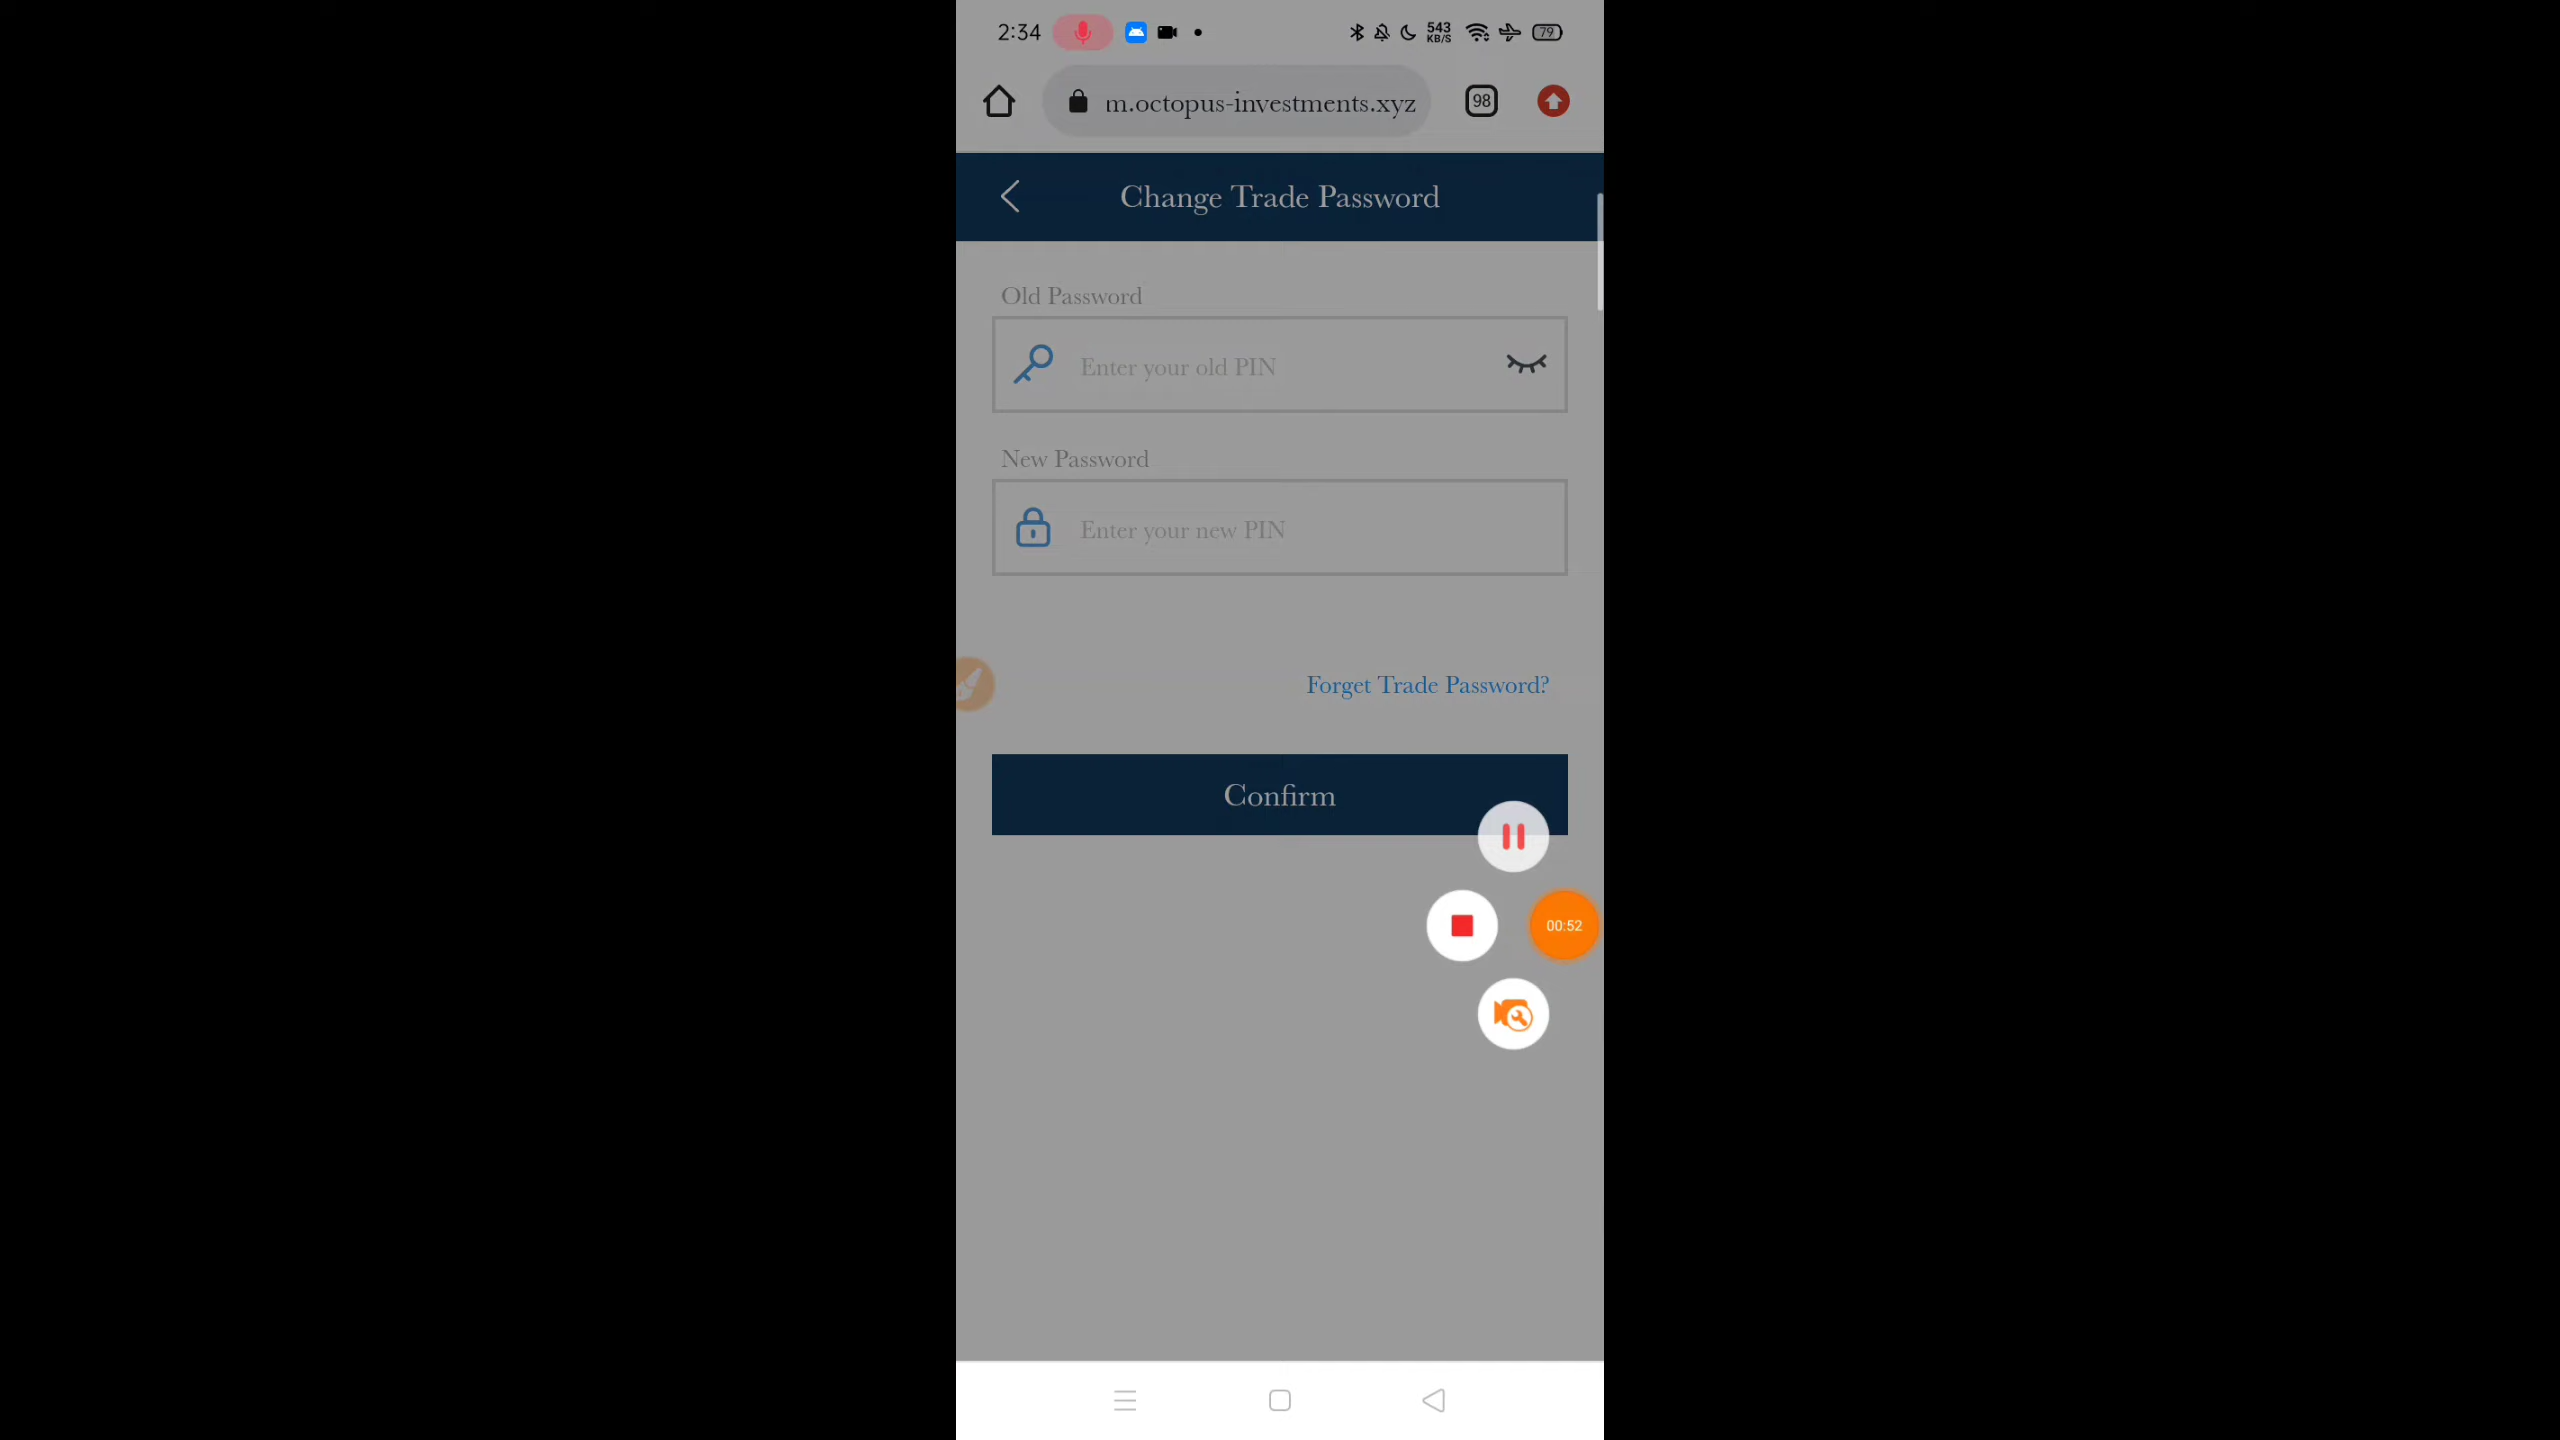 2:34
543
KB/S
79
m.octopus-investments.xyz
98
Change Trade Password
Old Password
Enter your old PIN
New Password
Enter your new PIN
Forget Trade Password?
Confirm
00:52